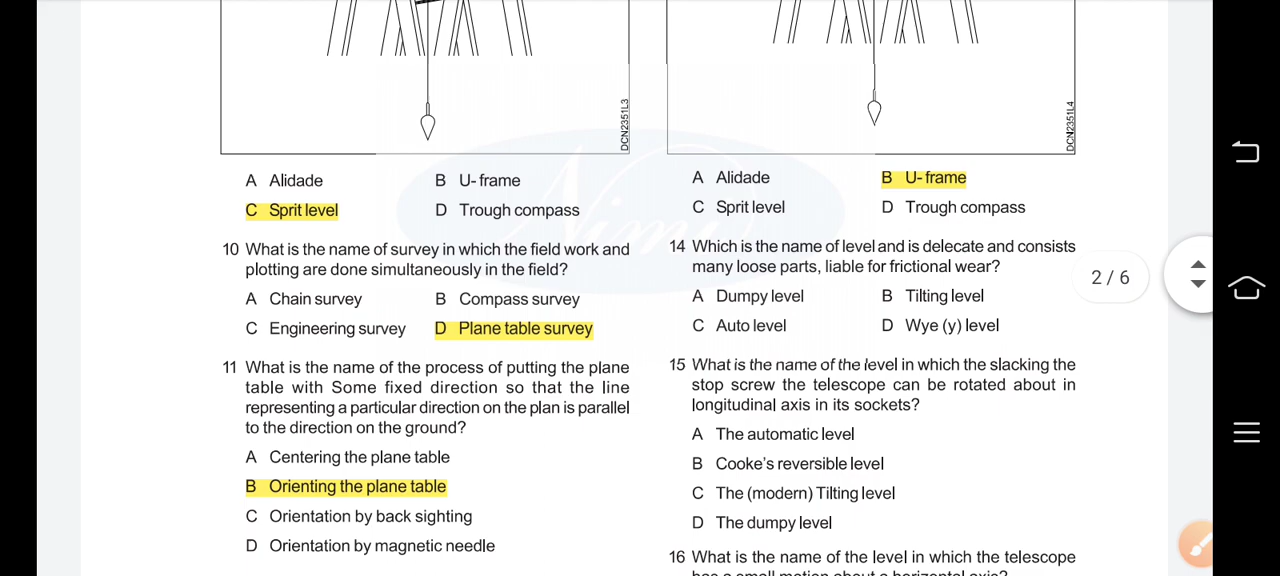 DCN2351L3
A Alidade
B U- frame
C Sprit level
D Trough compass
10 What is the name of survey in which the field work and
plotting are done simultaneously in the field?
A Chain survey
B Compass survey
C Engineering survey
D Plane table survey
11 What is the name of the process of putting the plane
table with Some fixed direction so that the line
representing a particular direction on the plan is parallel
to the direction on the ground?
A Centering the plane table
B Orienting the plane table
C Orientation by back sighting
D Orientation by magnetic needle
DCN2351L4
A Alidade
B U- frame
C Sprit level
D Trough compass
14 Which is the name of level and is delecate and consists
many loose parts, liable for frictional wear?
A Dumpy level
B Tilting level
C Auto level
D Wye (y) level
15 What is the name of the level in which the slacking the
stop screw the telescope can be rotated about in
longitudinal axis in its sockets?
A The automatic level
B Cooke's reversible level
C The (modern) Tilting level
D The dumpy level
16 What is the name of the level in which the telescope
has a small motion about a horizontal axis?
Nimi
2 / 6